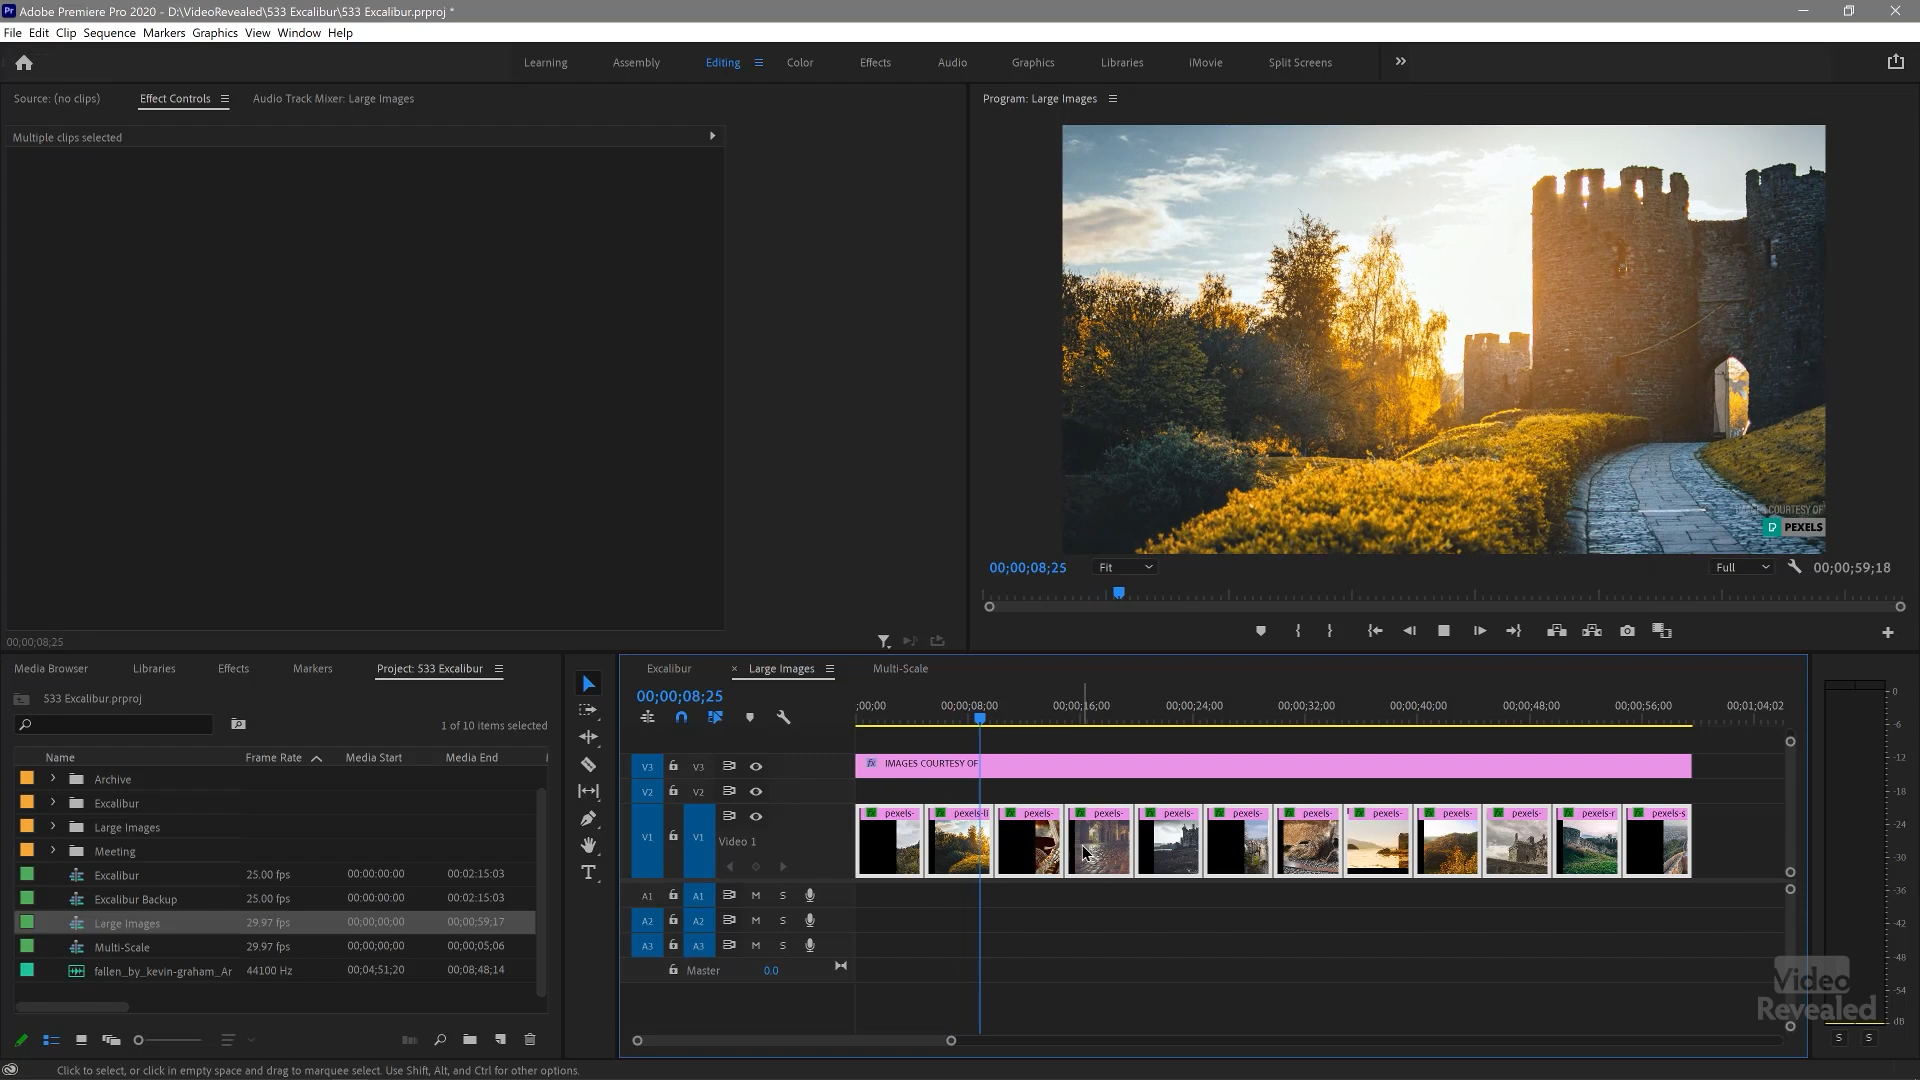 Adobe Premiere Pro 2020 - D:\VideoRevealed\533 Excalibur\533 Excalibur.prproj *
File Edit Clip Sequence Markers Graphics View Window Help
Learning Assembly Editing Color Effects Audio Graphics Libraries iMovie Split Screens
Source: (no clips) Effect Controls Audio Track Mixer: Large Images
Program: Large Images
Multiple clips selected
IMAGES COURTESY OF
PEXELS
00;00;08;25 Fit Full 00;00;59;18
00;00;08;25
Media Browser Libraries Effects Markers Project: 533 Excalibur
533 Excalibur.prproj
1 of 10 items selected
Name Frame Rate Media Start Media End
Archive
Excalibur
Large Images
Meeting
Excalibur 25.00 fps 00:00:00:00 00:02:15:03
Excalibur Backup 25.00 fps 00:00:00:00 00:02:15:03
Large Images 29.97 fps 00;00;00;00 00;00;59;17
Multi-Scale 29.97 fps 00;00;00;00 00;00;05;06
fallen_by_kevin-graham_Ar 44100 Hz 00;04;51;20 00;08;48;14
Excalibur × Large Images Multi-Scale
00;00;08;25
;00;00 00;00;08;00 00;00;16;00 00;00;24;00 00;00;32;00 00;00;40;00 00;00;48;00 00;00;56;00 00;01;04;02
V3 V3 IMAGES COURTESY OF
V2 V2
V1 V1 Video 1 pexels- pexels-li pexels- pexels- pexels- pexels- pexels- pexels- pexels- pexels- pexels-r pexels-s
A1 A1 M S
A2 A2 M S
A3 A3 M S
Master 0.0
0
-6
-12
-18
-24
-30
-36
-42
-48
-54
dB
S S
Video
Revealed
Click to select, or click in empty space and drag to marquee select. Use Shift, Alt, and Ctrl for other options.